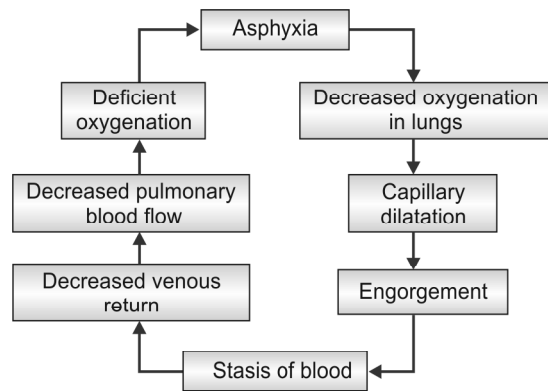 Asphyxia
Decreased oxygenation
in lungs
Capillary
dilatation
Engorgement
Stasis of blood
Decreased venous
return
Decreased pulmonary
blood flow
Deficient
oxygenation